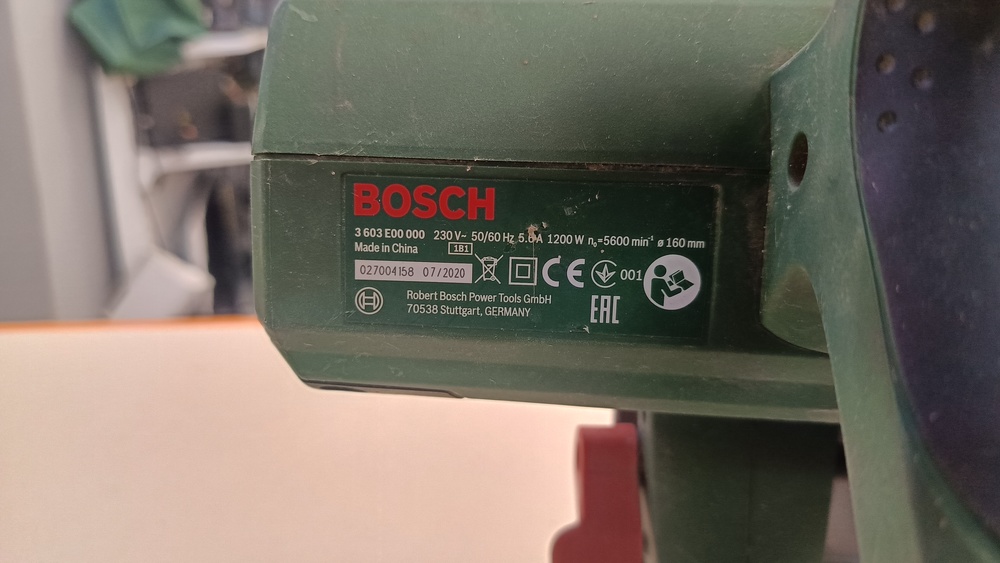 BOSCH
3 603 E00 000 230 V~ 50/60 Hz 5.6 A 1200 W n₀=5600 min⁻¹ ø 160 mm
Made in China 1B1
027004158 07/2020 CE 001
Robert Bosch Power Tools GmbH
70538 Stuttgart, GERMANY EAC